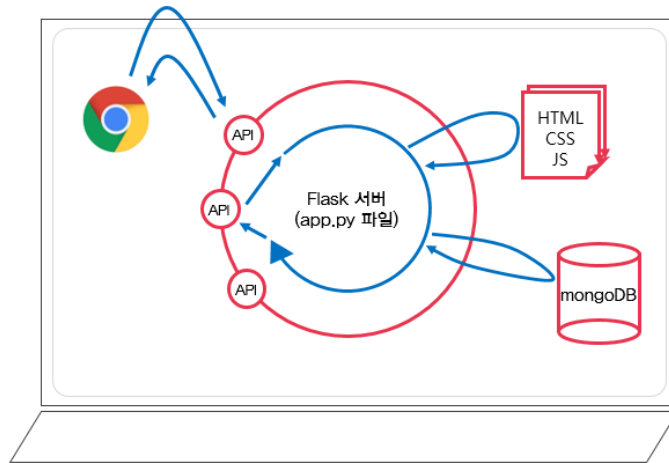 API
HTML
CSS
JS
API
Flask 서버
(app.py 파일)
API
mongoDB